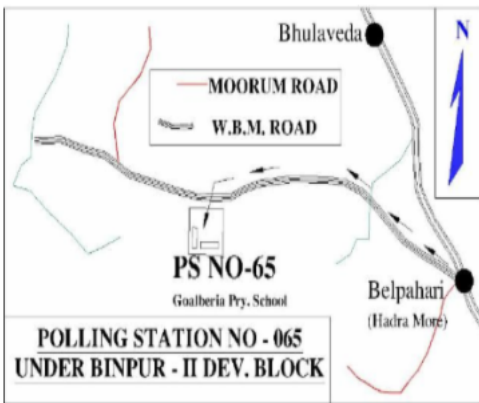 Bhulaveda
N
MOORUM ROAD
W.B.M. ROAD
PS NO-65
Goalberia Pry. School
Belpahari
(Hadra More)
POLLING STATION NO - 065
UNDER BINPUR - II DEV. BLOCK